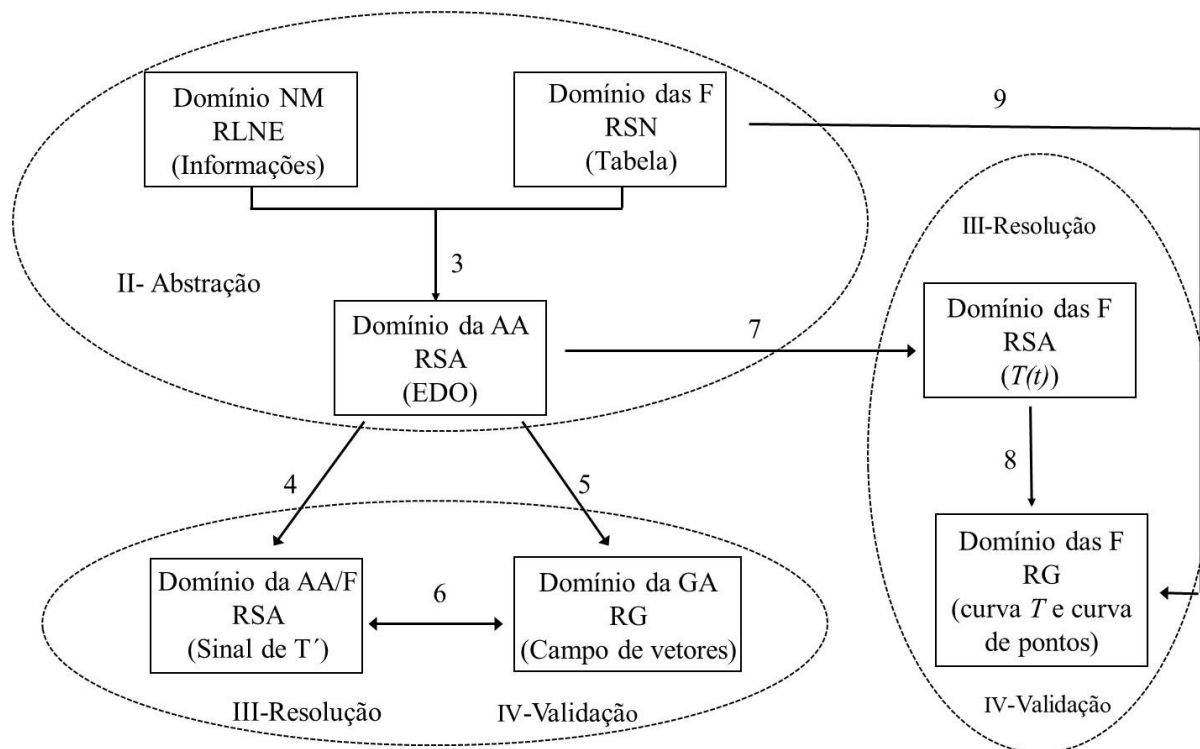 Domínio NM
RLNE
(Informações)
Domínio das F
RSN
(Tabela)
9
3
II- Abstração
Domínio da AA
RSA
(EDO)
7
III-Resolução
Domínio das F
RSA
(T(t))
8
4
5
Domínio da AA/F
RSA
(Sinal de T´)
6
Domínio da GA
RG
(Campo de vetores)
III-Resolução
IV-Validação
Domínio das F
RG
(curva T e curva
de pontos)
IV-Validação